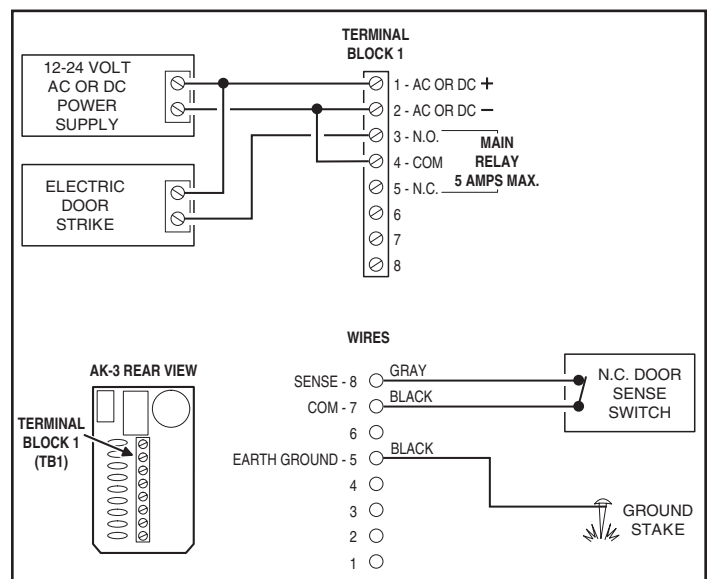 TERMINAL
BLOCK 1
12-24 VOLT
AC OR DC
POWER
SUPPLY
1 - AC OR DC +
2 - AC OR DC −
3 - N.O.
4 - COM
5 - N.C.
6
7
8
MAIN
RELAY
5 AMPS MAX.
ELECTRIC
DOOR
STRIKE
WIRES
AK-3 REAR VIEW
TERMINAL
BLOCK 1
(TB1)
SENSE - 8 GRAY
COM - 7 BLACK
6
EARTH GROUND - 5 BLACK
4
3
2
1
N.C. DOOR
SENSE
SWITCH
GROUND
STAKE